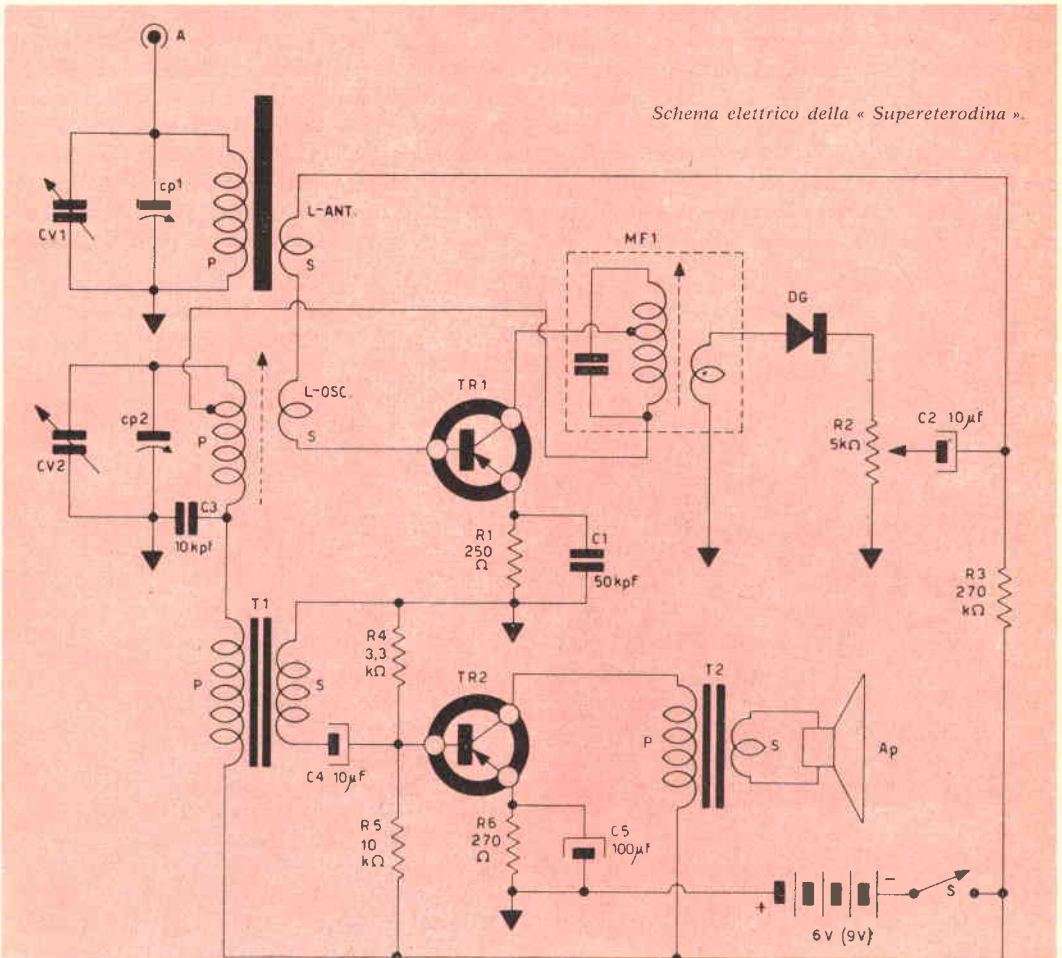 A
Schema elettrico della « Supereterodina ».
cp1
CV1
P
L-ANT.
S
MF1
DG
L-OSC.
S
TR1
cp2
P
CV2
C3
10kpf
R2
5kΩ
C2 10µF
R1
250
Ω
C1
50kpF
R3
270
kΩ
T1
P
S
R4
3,3
kΩ
TR2
T2
P
S
Ap
C4 10µF
R5
10
kΩ
R6
270
Ω
C5
100µF
+
-
S
6V (9V)